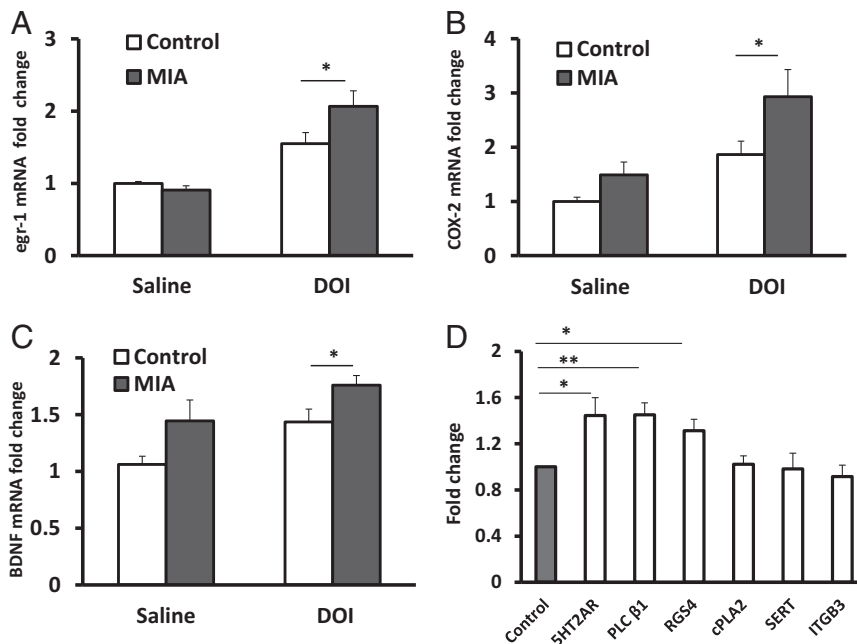 A
3
2
1
0
egr-1 mRNA fold change
Control
MIA
*
Saline
DOI
B
4
3
2
1
0
COX-2 mRNA fold change
Control
MIA
*
Saline
DOI
C
2
1.5
1
0.5
0
BDNF mRNA fold change
Control
MIA
*
Saline
DOI
D
2
1.6
1.2
0.8
0.4
0
Fold change
*
**
*
Control
5HT2AR
PLC β1
RGS4
cPLA2
SERT
ITGB3